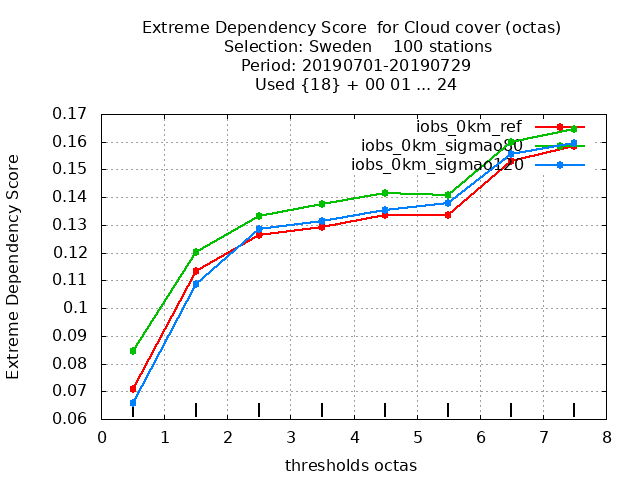 Extreme Dependency Score for Cloud cover (octas)
Selection: Sweden 100 stations
Period: 20190701-20190729
Used {18} + 00 01 ... 24
iobs_0km_ref
iobs_0km_sigmao80
iobs_0km_sigmao120
Extreme Dependency Score
0.17
0.16
0.15
0.14
0.13
0.12
0.11
0.1
0.09
0.08
0.07
0.06
0 1 2 3 4 5 6 7 8
thresholds octas